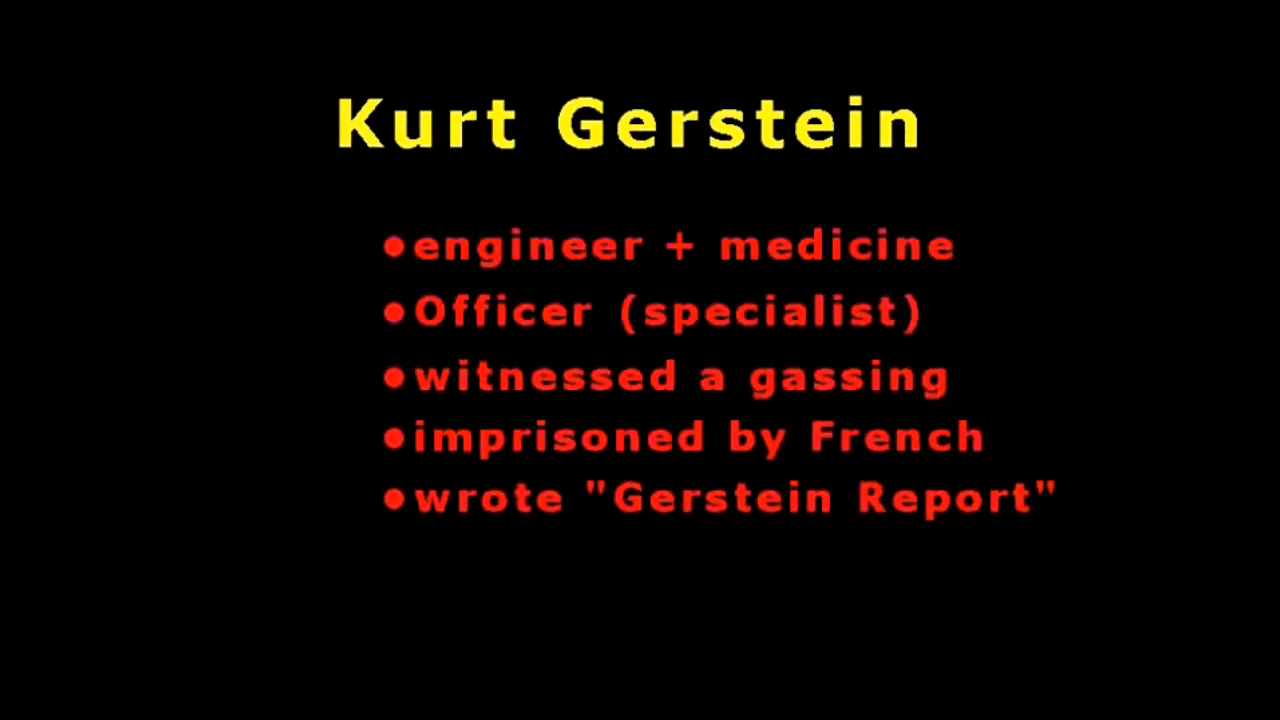 Kurt Gerstein
•engineer + medicine
•Officer (specialist)
•witnessed a gassing
•imprisoned by French
•wrote "Gerstein Report"